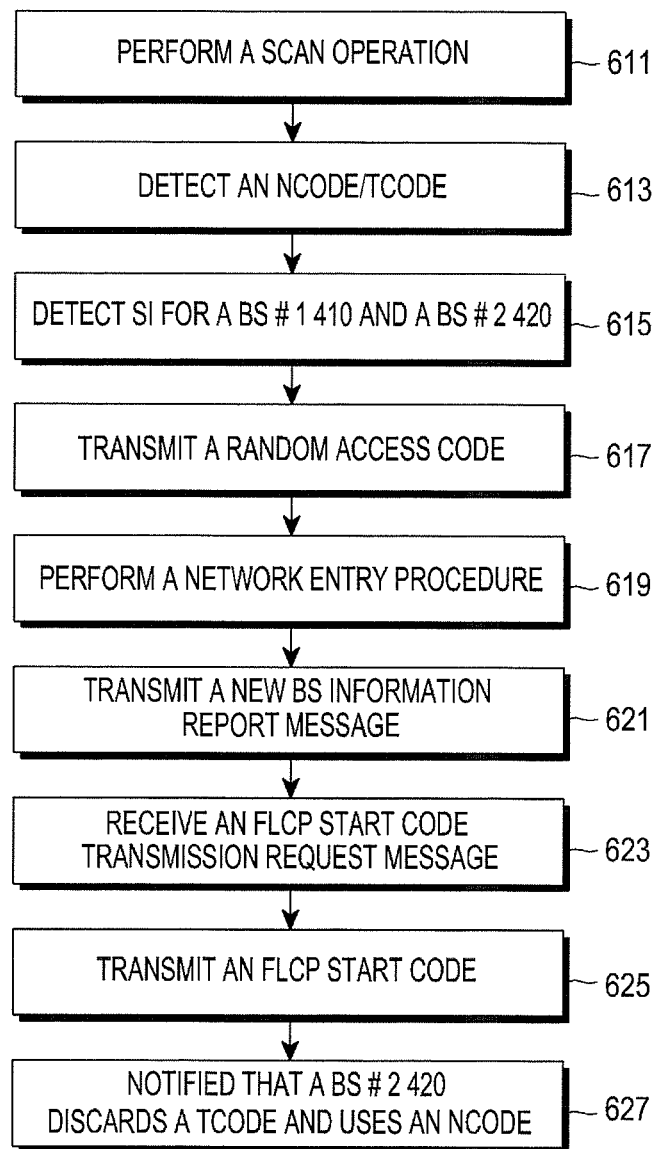 PERFORM A SCAN OPERATION
611
DETECT AN NCODE/TCODE
613
DETECT SI FOR A BS # 1 410 AND A BS # 2 420
615
TRANSMIT A RANDOM ACCESS CODE
617
PERFORM A NETWORK ENTRY PROCEDURE
619
TRANSMIT A NEW BS INFORMATION
REPORT MESSAGE
621
RECEIVE AN FLCP START CODE
TRANSMISSION REQUEST MESSAGE
623
TRANSMIT AN FLCP START CODE
625
NOTIFIED THAT A BS # 2 420
DISCARDS A TCODE AND USES AN NCODE
627